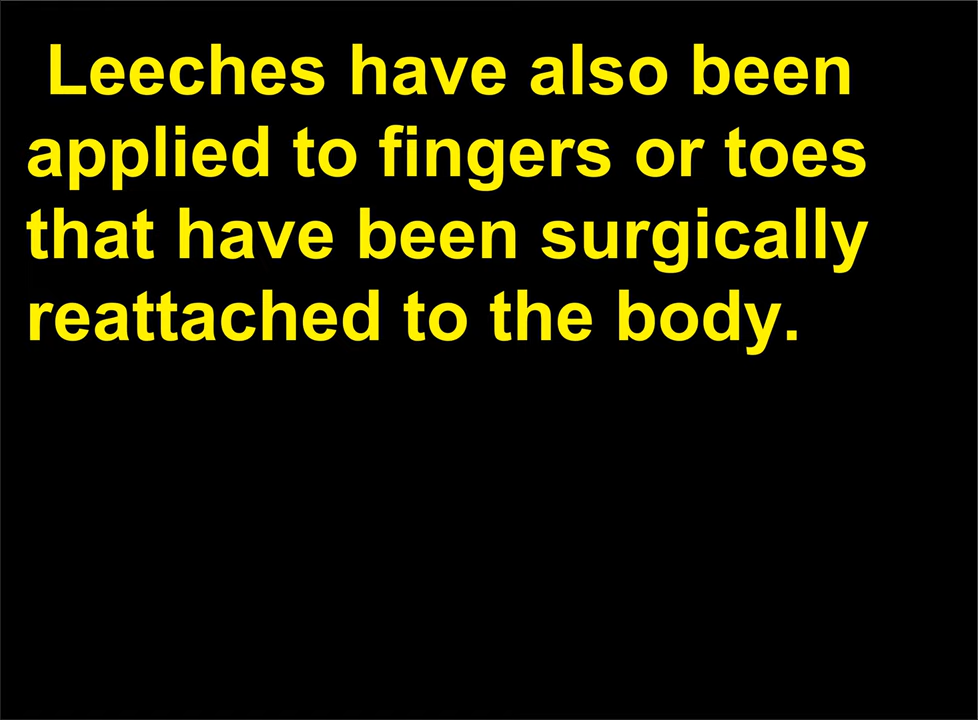 Leeches have also been
applied to fingers or toes
that have been surgically
reattached to the body.